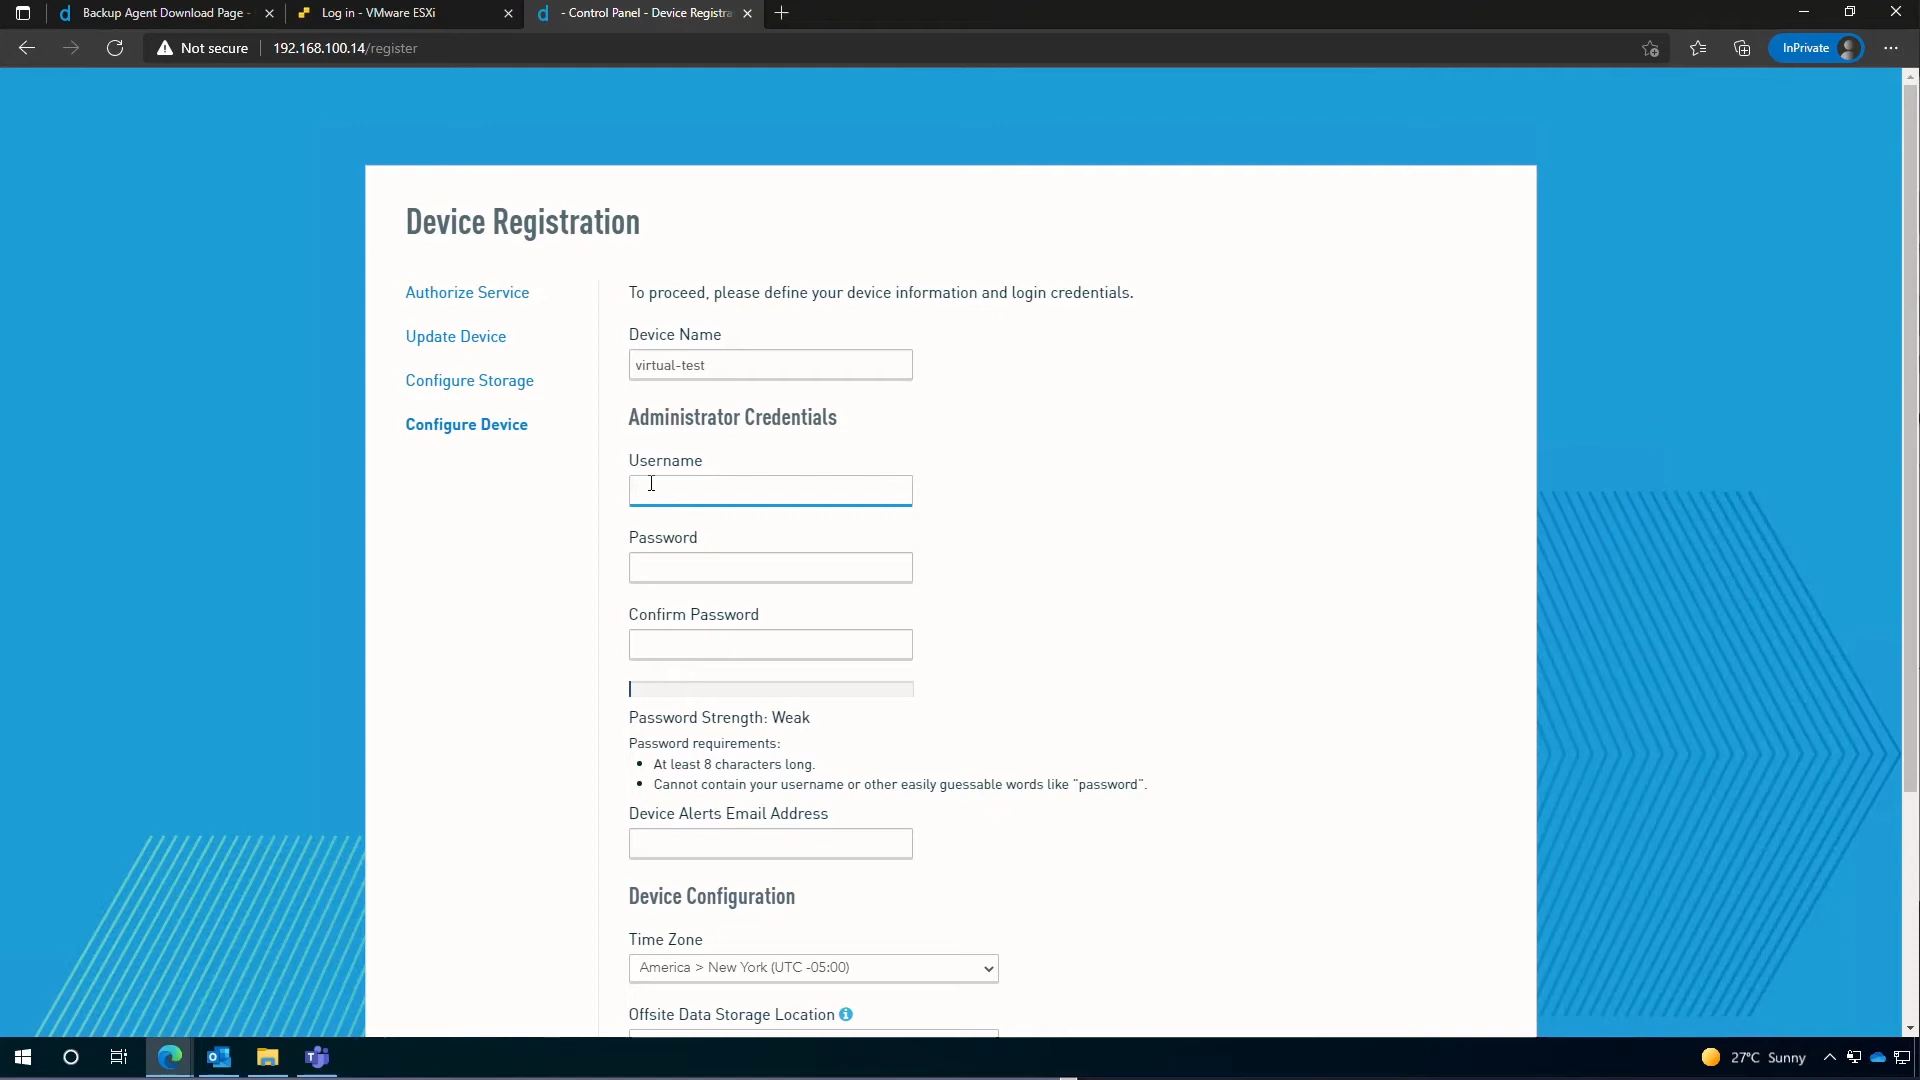 Backup Agent Download Page -
Log in - VMware ESXi
- Control Panel - Device Registra
Not secure
192.168.100.14/register
InPrivate
Device Registration
Authorize Service
Update Device
Configure Storage
Configure Device
To proceed, please define your device information and login credentials.
Device Name
virtual-test
Administrator Credentials
Username
Password
Confirm Password
Password Strength: Weak
Password requirements:
At least 8 characters long.
Cannot contain your username or other easily guessable words like "password".
Device Alerts Email Address
Device Configuration
Time Zone
America > New York (UTC -05:00)
Offsite Data Storage Location
27°C Sunny